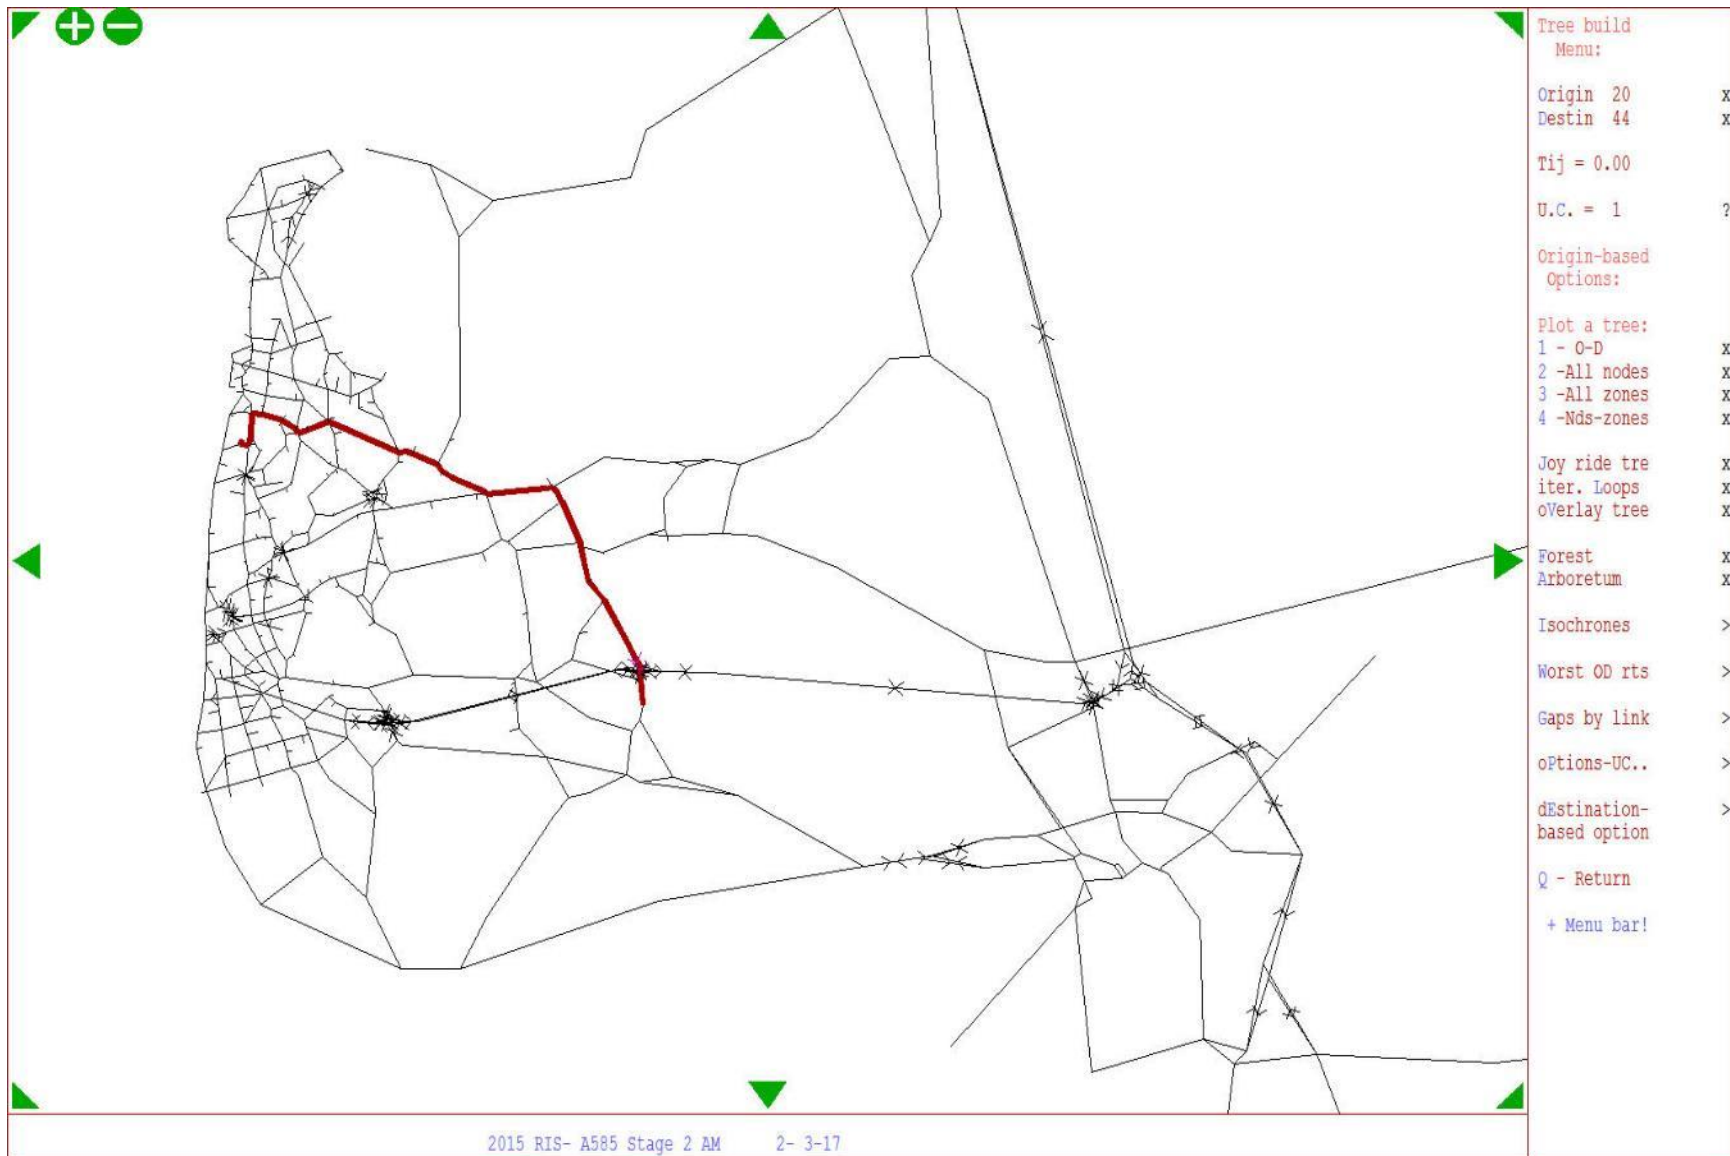 Tree build
Menu:
Origin 20 x
Destin 44 x
Tij = 0.00
U.C. = 1 ?
Origin-based
Options:
Plot a tree:
1 - O-D x
2 -All nodes x
3 -All zones x
4 -Nds-zones x
Joy ride tre x
iter. Loops x
oVerlay tree x
Forest x
Arboretum x
Isochrones >
Worst OD rts >
Gaps by link >
oPtions-UC.. >
dEstination- >
based option
Q - Return
+ Menu bar!
2015 RIS- A585 Stage 2 AM 2- 3-17